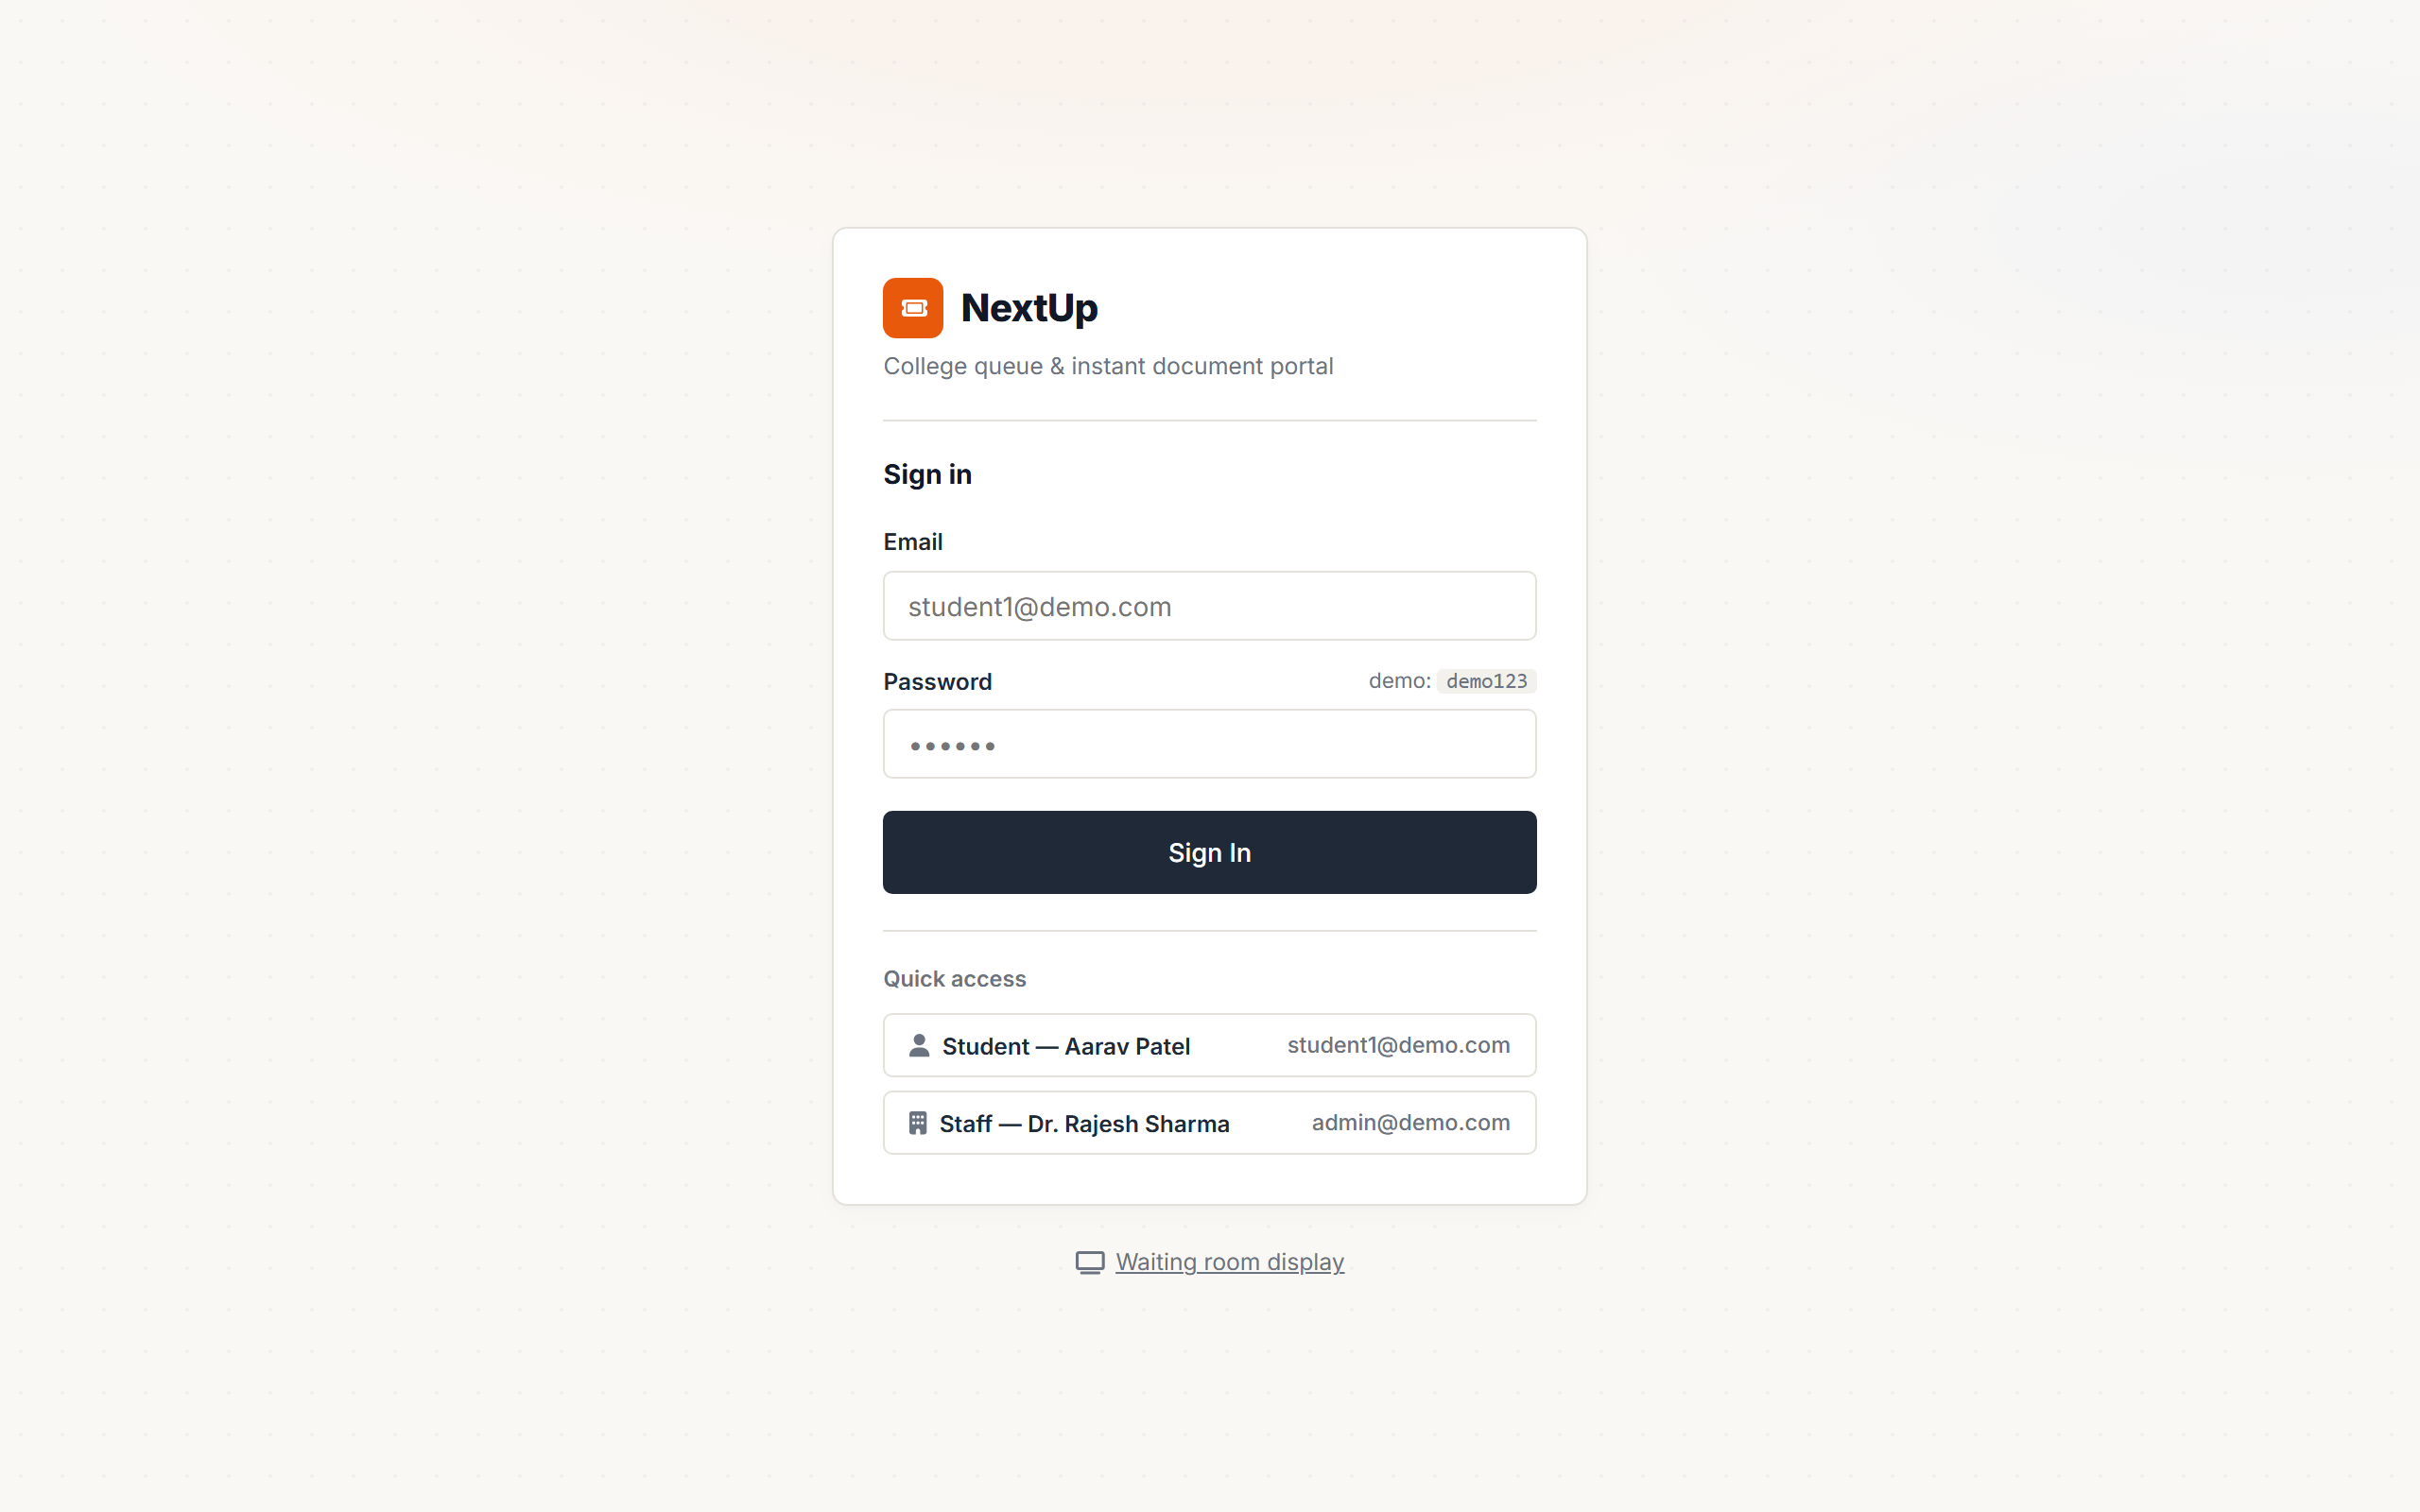 NextUp
College queue & instant document portal
Sign in
Email
student1@demo.com
Password demo: demo123
••••••
Sign In
Quick access
Student — Aarav Patel student1@demo.com
Staff — Dr. Rajesh Sharma admin@demo.com
Waiting room display